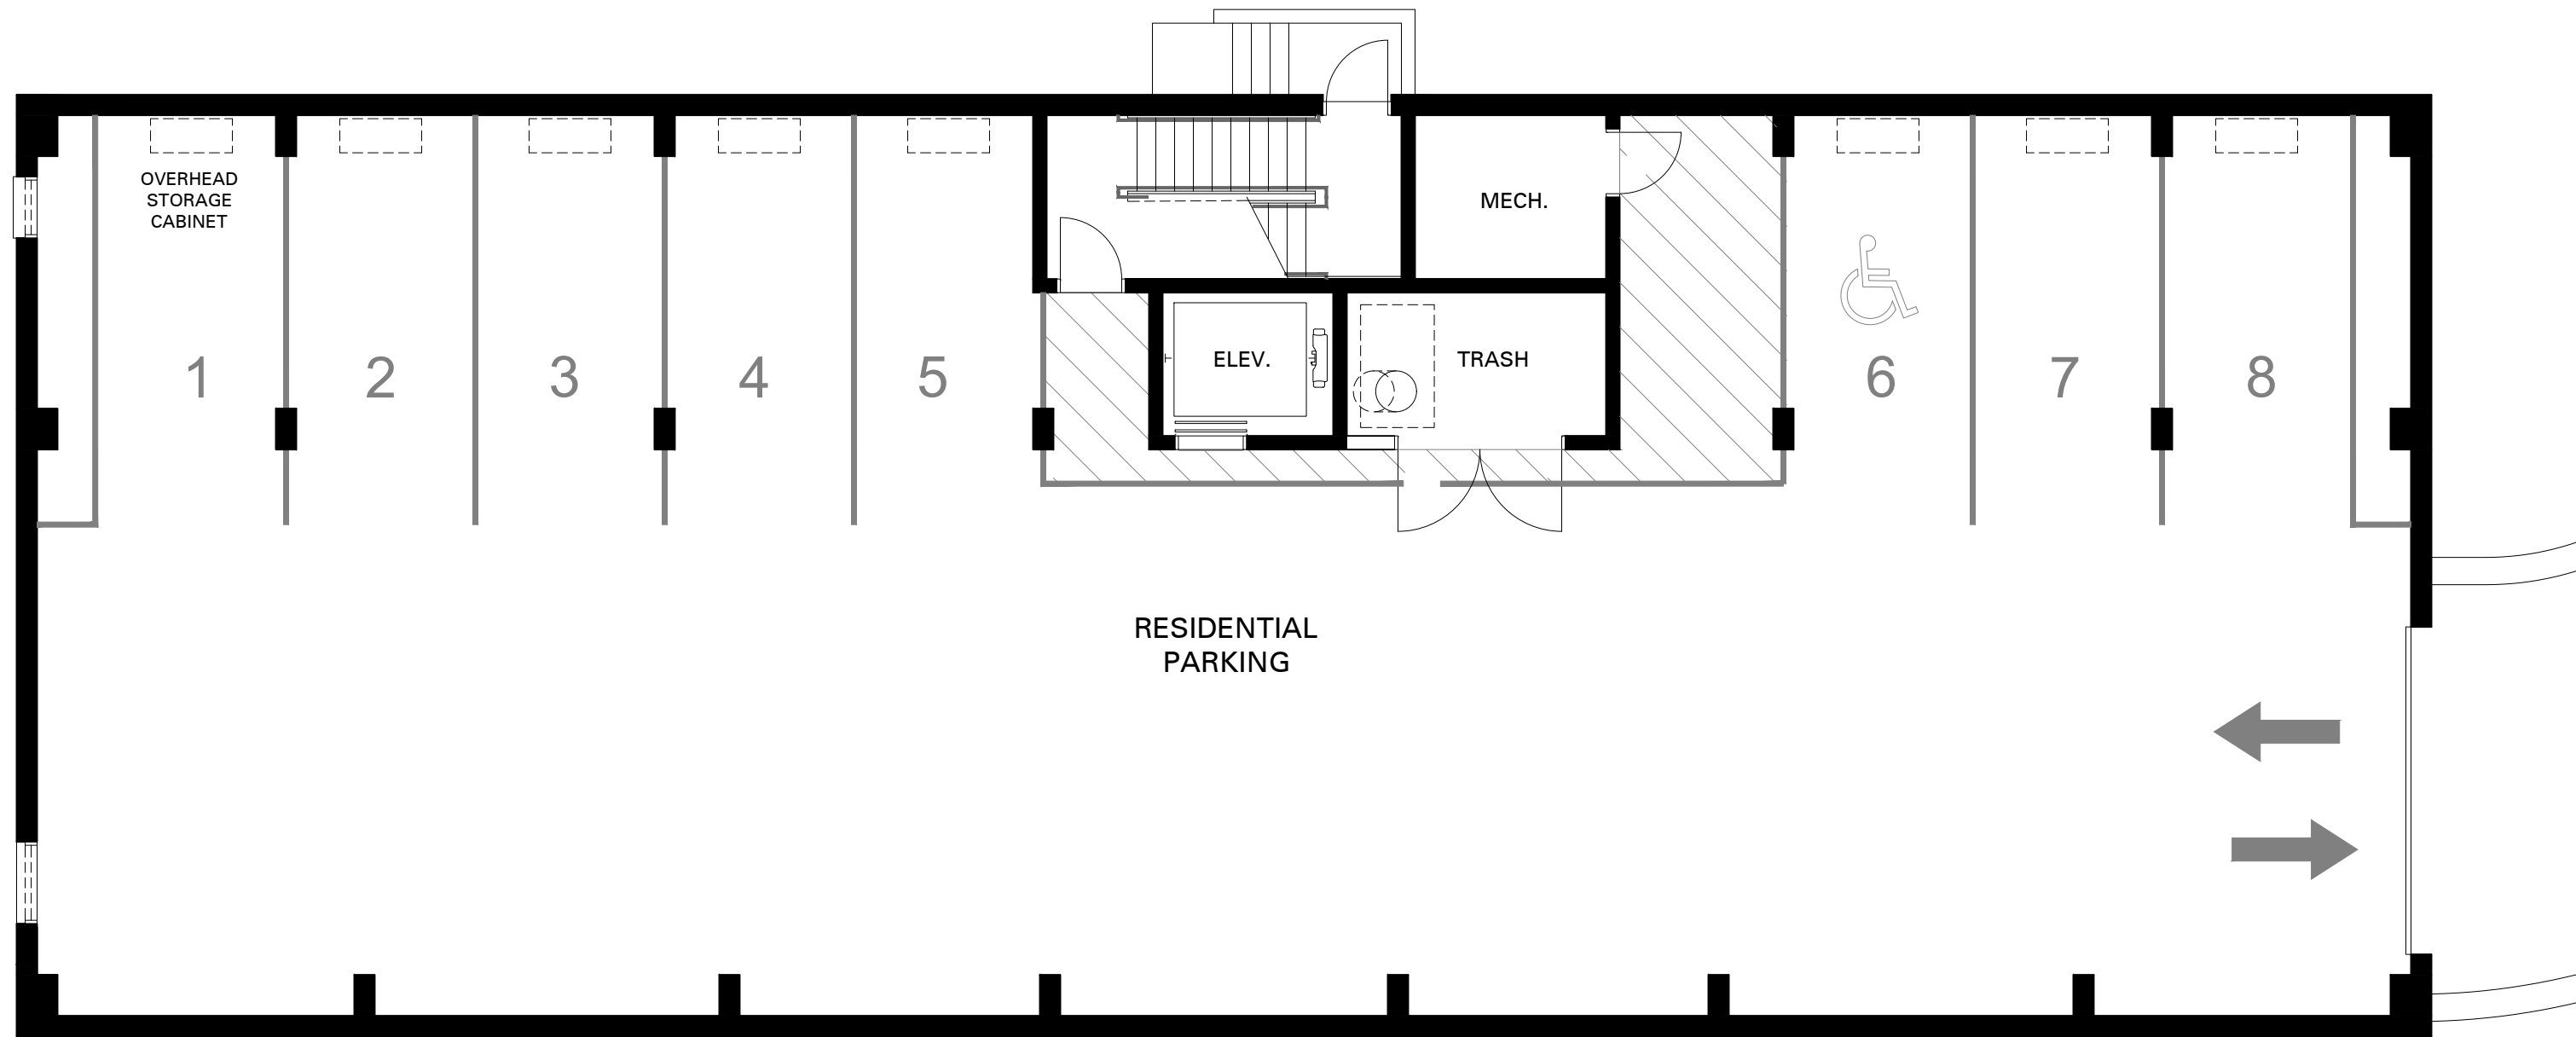 OVERHEAD
STORAGE
CABINET
MECH.
ELEV.
TRASH
1
2
3
4
5
6
7
8
RESIDENTIAL
PARKING